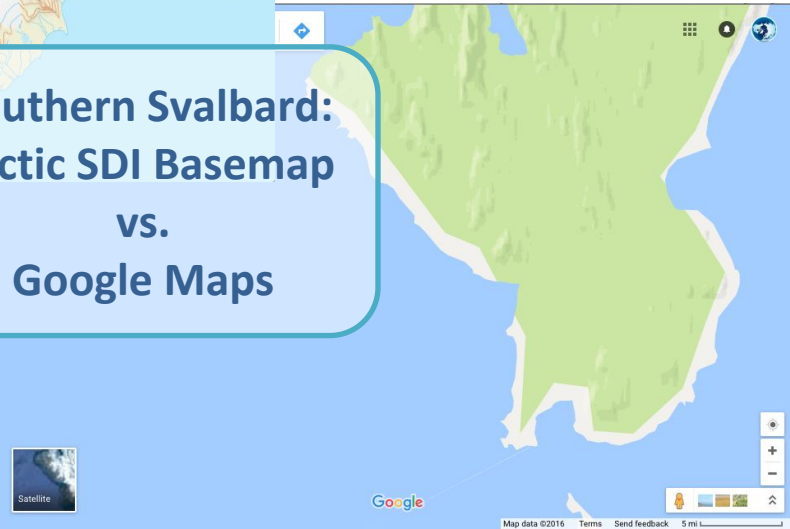 uthern Svalbard:
ctic SDI Basemap
vs.
Google Maps
Satellite
Google
Map data ©2016 Terms Send feedback 5 mi